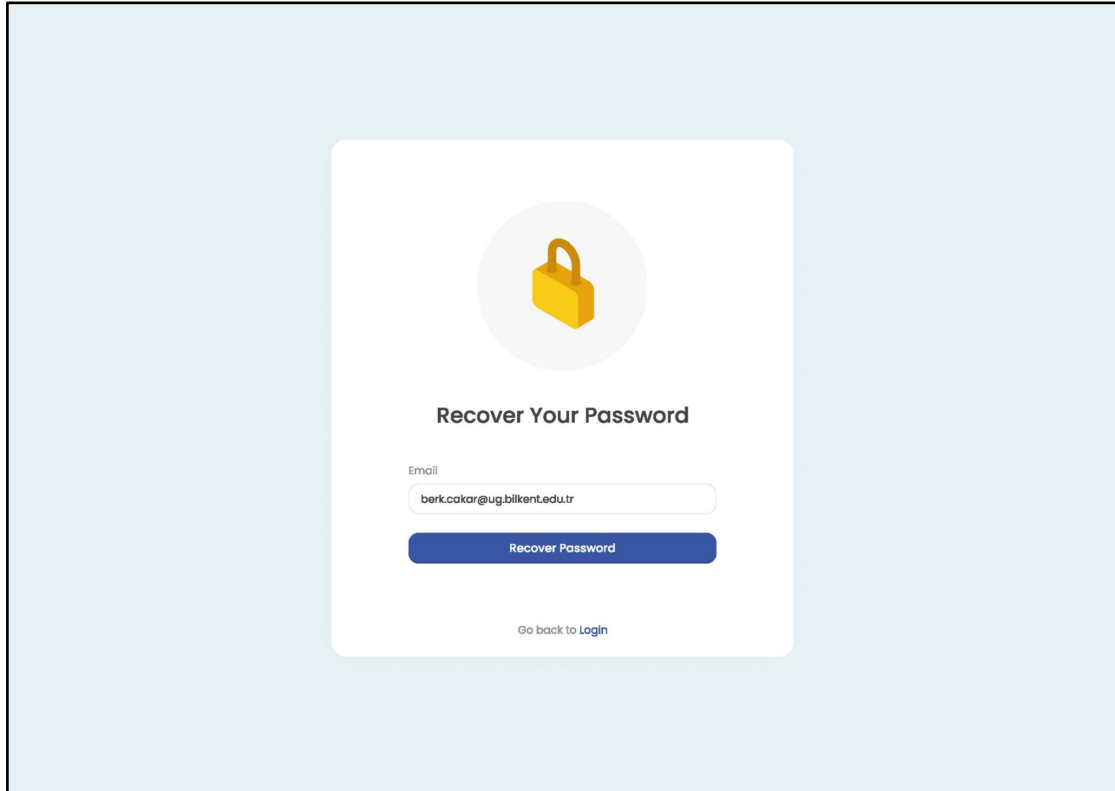 Recover Your Password
Email
berk.cakar@ug.bilkent.edu.tr
Recover Password
Go back to Login